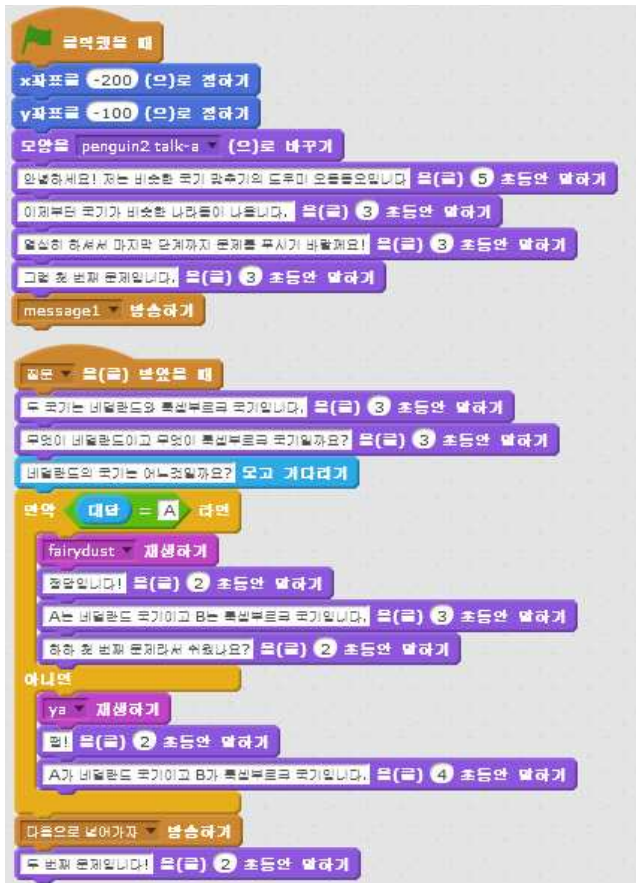 클릭했을 때
x좌표를 -200 (으)로 정하기
y좌표를 -100 (으)로 정하기
모양을 penguin2 talk-a (으)로 바꾸기
안녕하세요! 저는 비슷한 국기 맞추기의 도우미 오들들오입니다 을(를) 5 초동안 말하기
이제부터 국기가 비슷한 나라들이 나옵니다. 을(를) 3 초동안 말하기
열심히 하셔서 마지막 단계까지 문제를 푸시기 바랄께요! 을(를) 3 초동안 말하기
그럼 첫 번째 문제입니다. 을(를) 3 초동안 말하기
message1 방송하기
질문 을(를) 받았을 때
두 국기는 네덜란드와 룩셈부르크 국기입니다. 을(를) 3 초동안 말하기
무엇이 네덜란드이고 무엇이 룩셈부르크 국기일까요? 을(를) 3 초동안 말하기
네덜란드의 국기는 어느것일까요? 묻고 기다리기
만약 대답 = A 라면
fairydust 재생하기
정답입니다! 을(를) 2 초동안 말하기
A는 네덜란드 국기이고 B는 룩셈부르크 국기입니다. 을(를) 3 초동안 말하기
하하 첫 번째 문제라서 쉬웠나요? 을(를) 2 초동안 말하기
아니면
ya 재생하기
땡! 을(를) 2 초동안 말하기
A가 네덜란드 국기이고 B가 룩셈부르크 국기입니다. 을(를) 4 초동안 말하기
다음으로 넘어가자 방송하기
두 번째 문제입니다! 을(를) 2 초동안 말하기